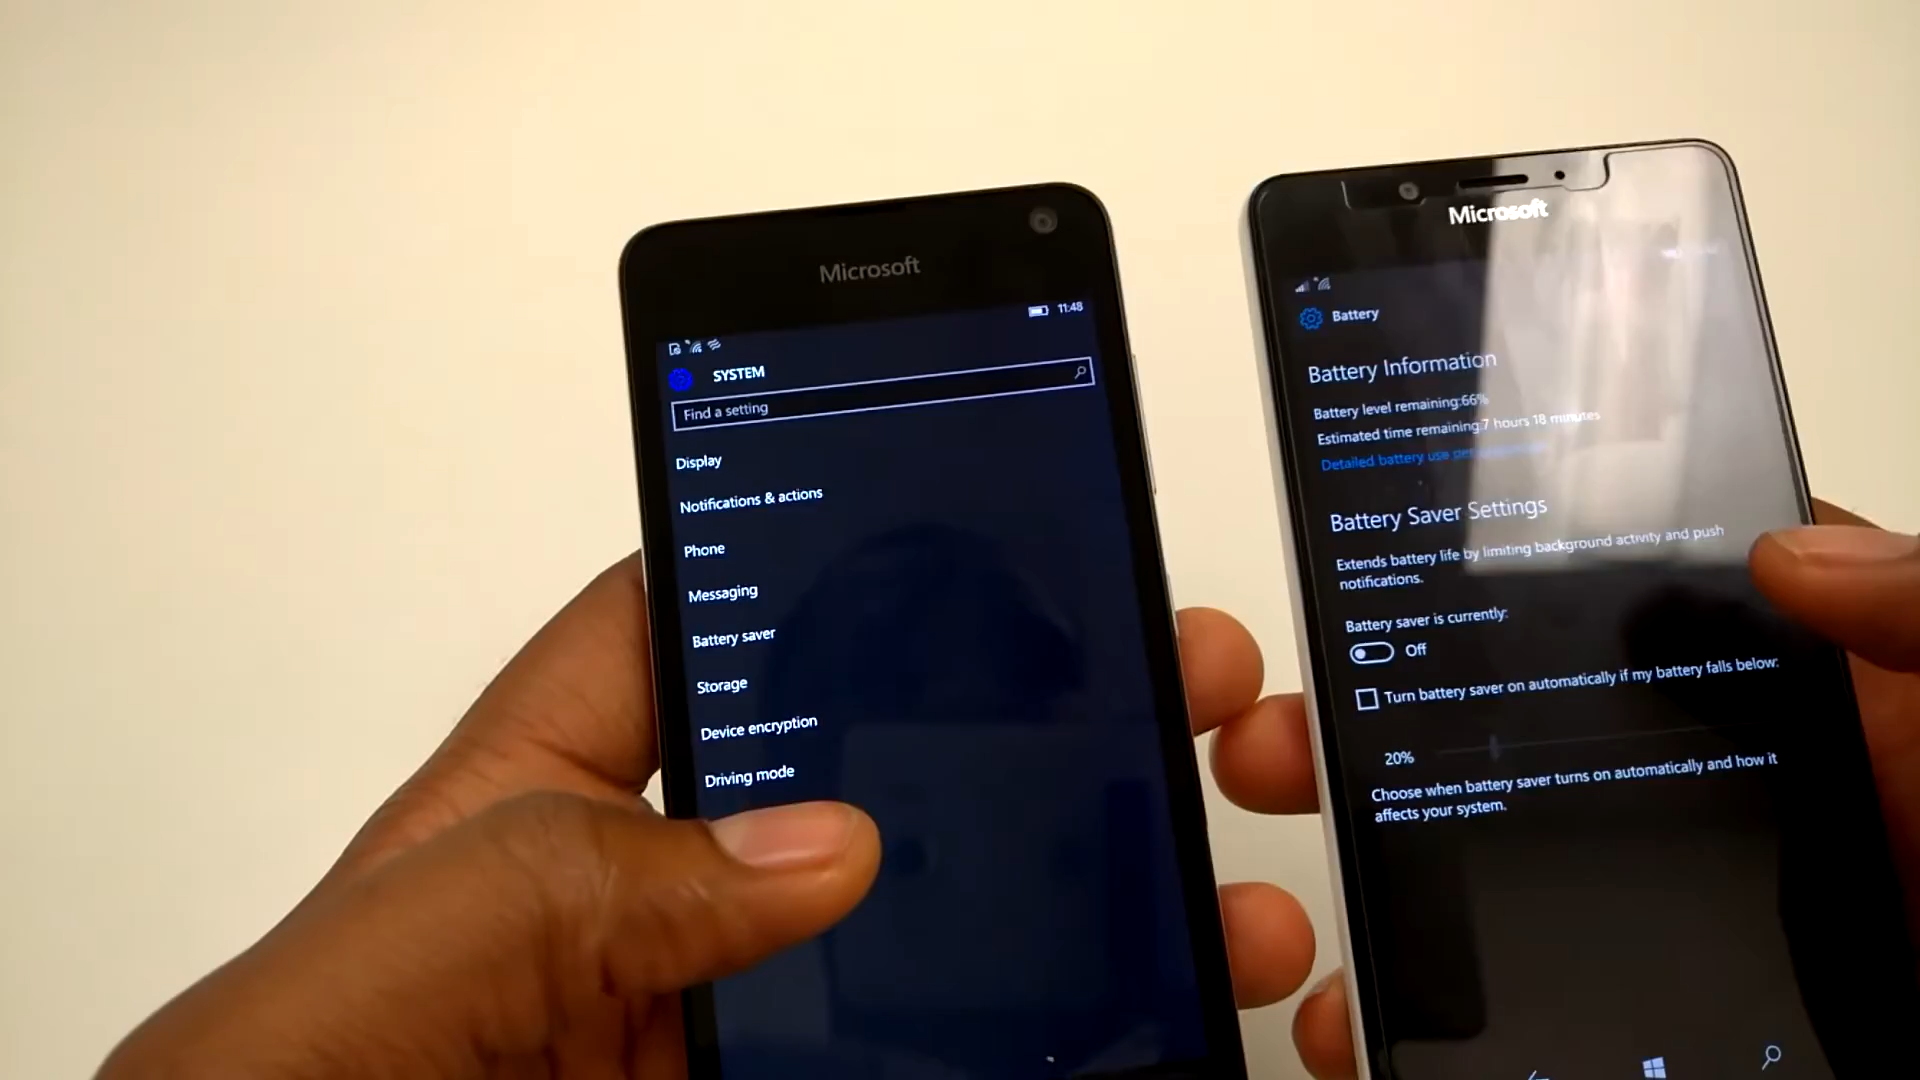 Microsoft
11:48
SYSTEM
Find a setting
Display
Notifications & actions
Phone
Messaging
Battery saver
Storage
Device encryption
Driving mode
Microsoft
Battery
Battery Information
Battery level remaining:66%
Estimated time remaining:7 hours 18 minutes
Detailed battery use
Battery Saver Settings
Extends battery life by limiting background activity and push
notifications.
Battery saver is currently:
Off
Turn battery saver on automatically if my battery falls below:
20%
Choose when battery saver turns on automatically and how it
affects your system.